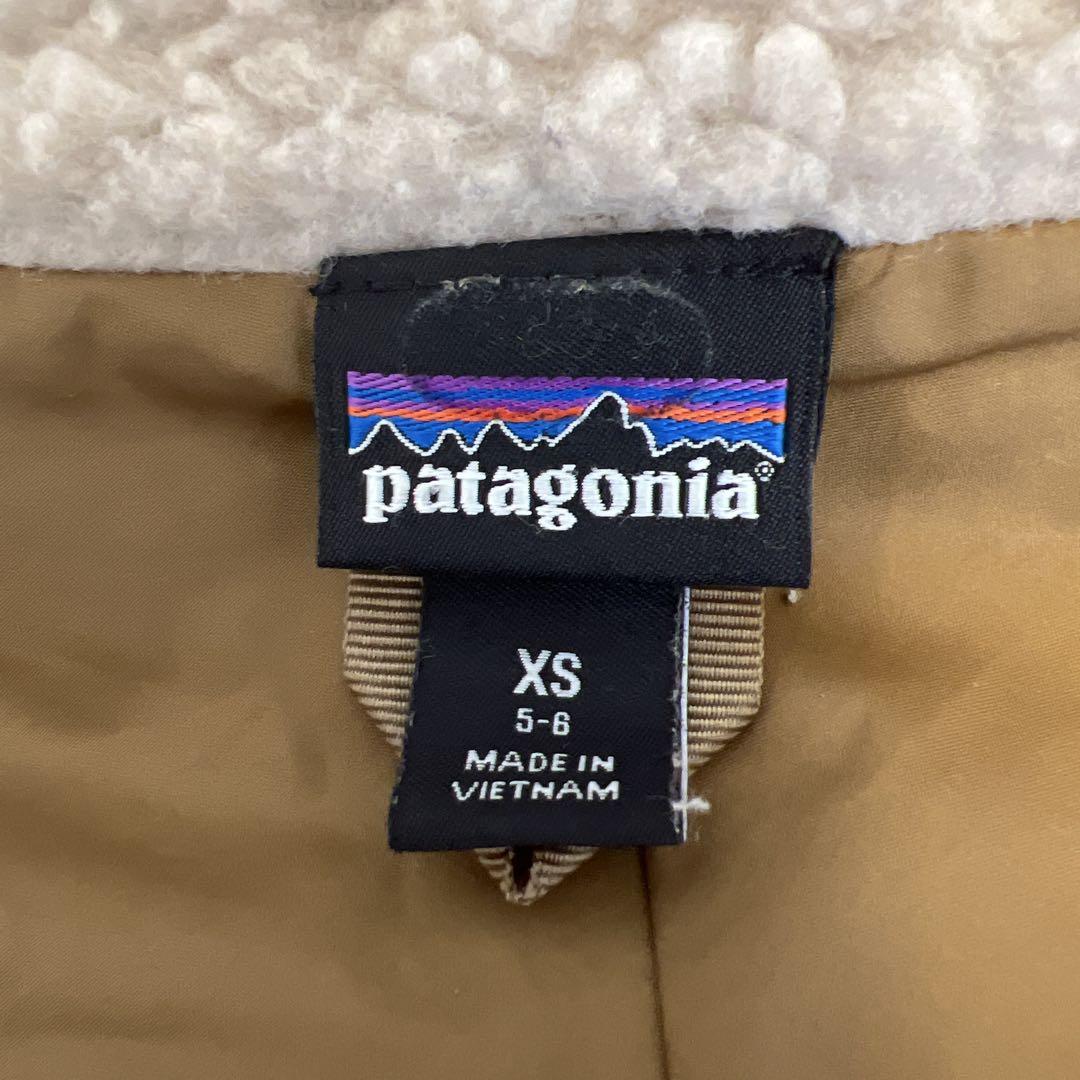 patagonia®
XS
5-6
MADE IN
VIETNAM